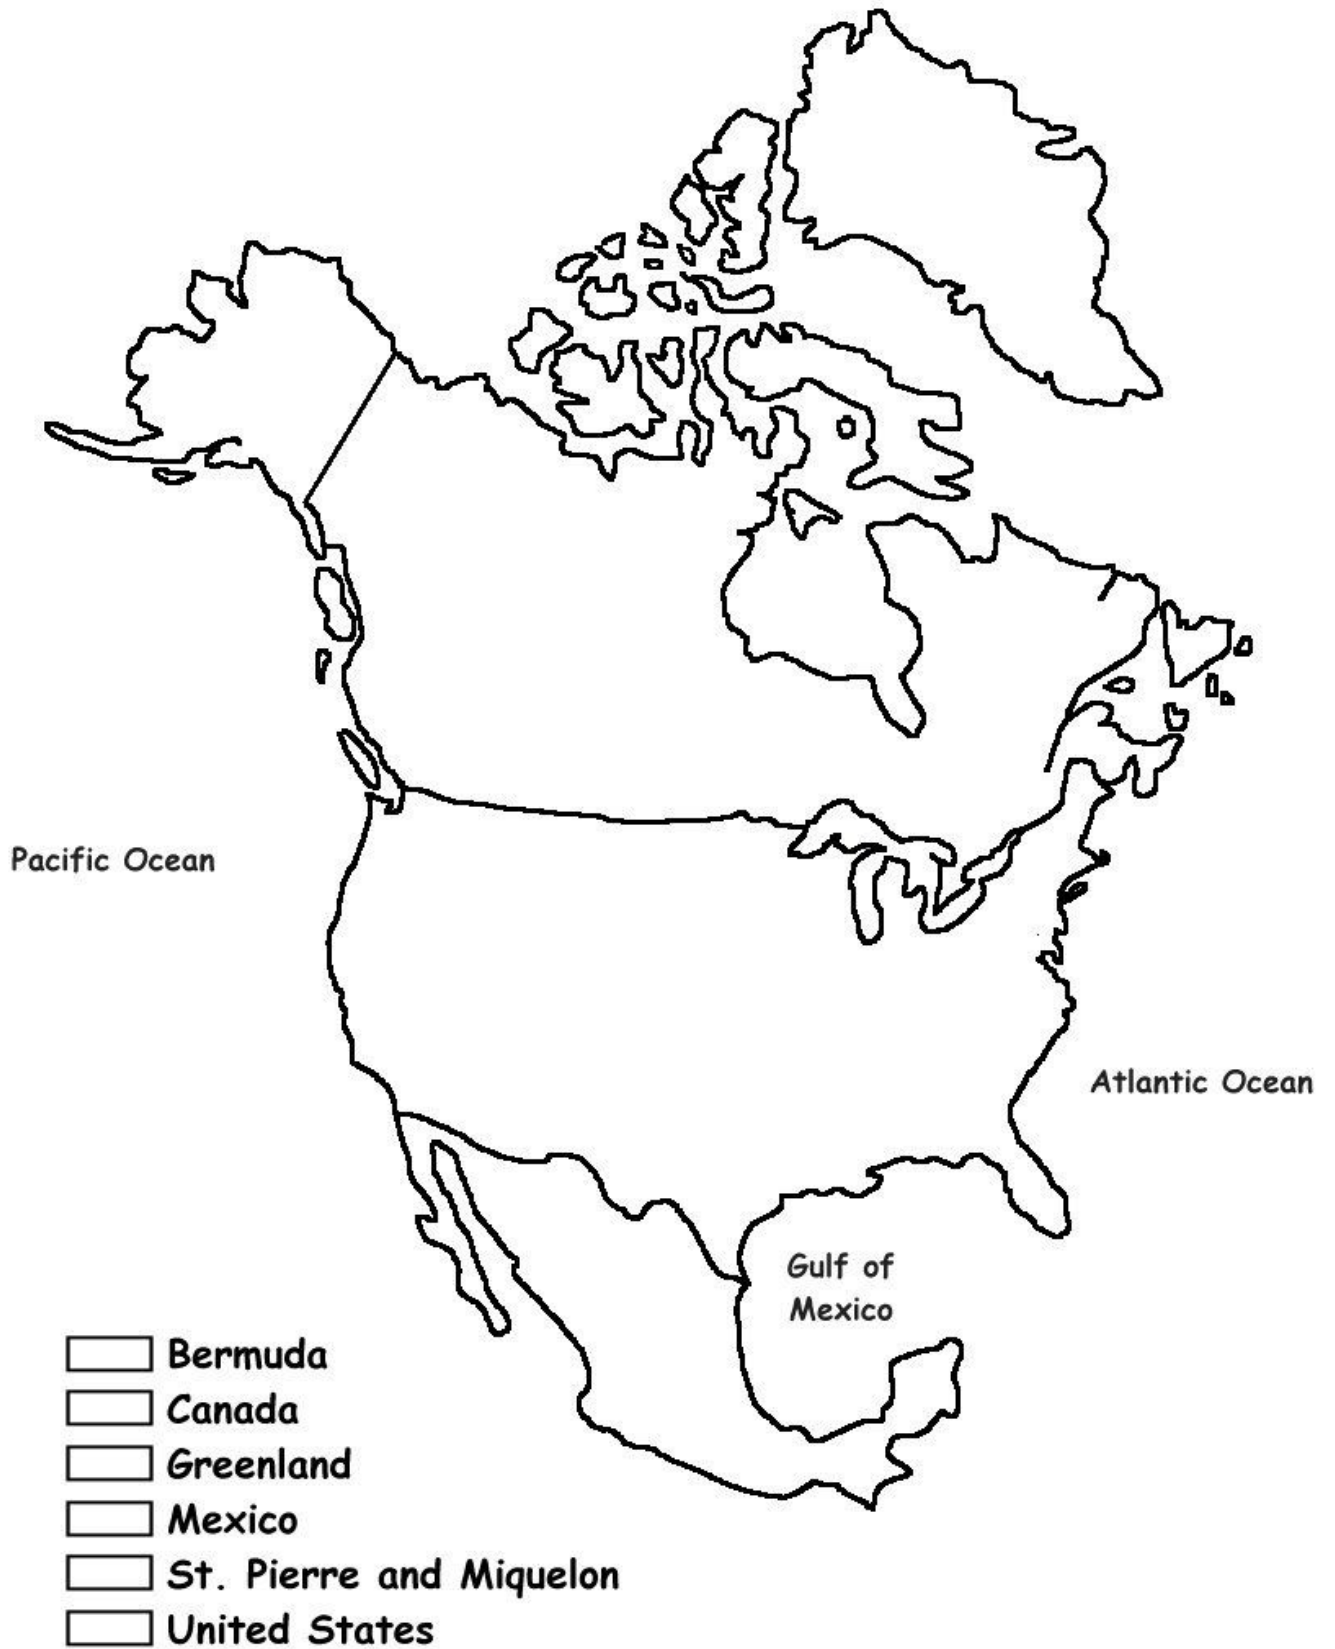 Pacific Ocean
Atlantic Ocean
Gulf of
Mexico
Bermuda
Canada
Greenland
Mexico
St. Pierre and Miquelon
United States